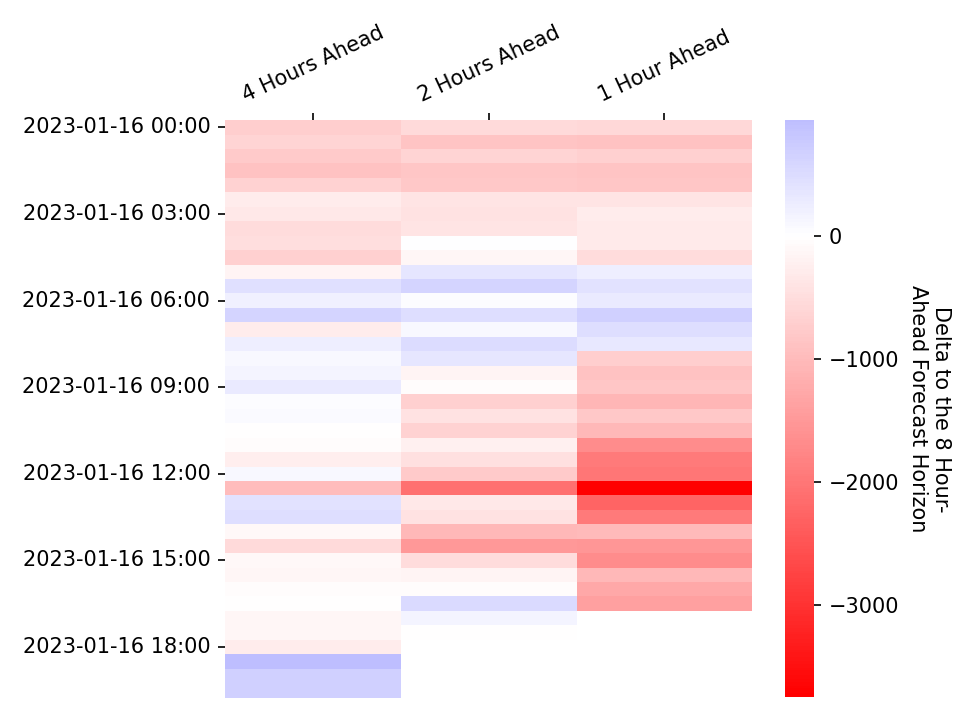 4 Hours Ahead
2 Hours Ahead
1 Hour Ahead
2023-01-16 00:00
2023-01-16 03:00
2023-01-16 06:00
2023-01-16 09:00
2023-01-16 12:00
2023-01-16 15:00
2023-01-16 18:00
0
−1000
−2000
−3000
Delta to the 8 Hour-
Ahead Forecast Horizon